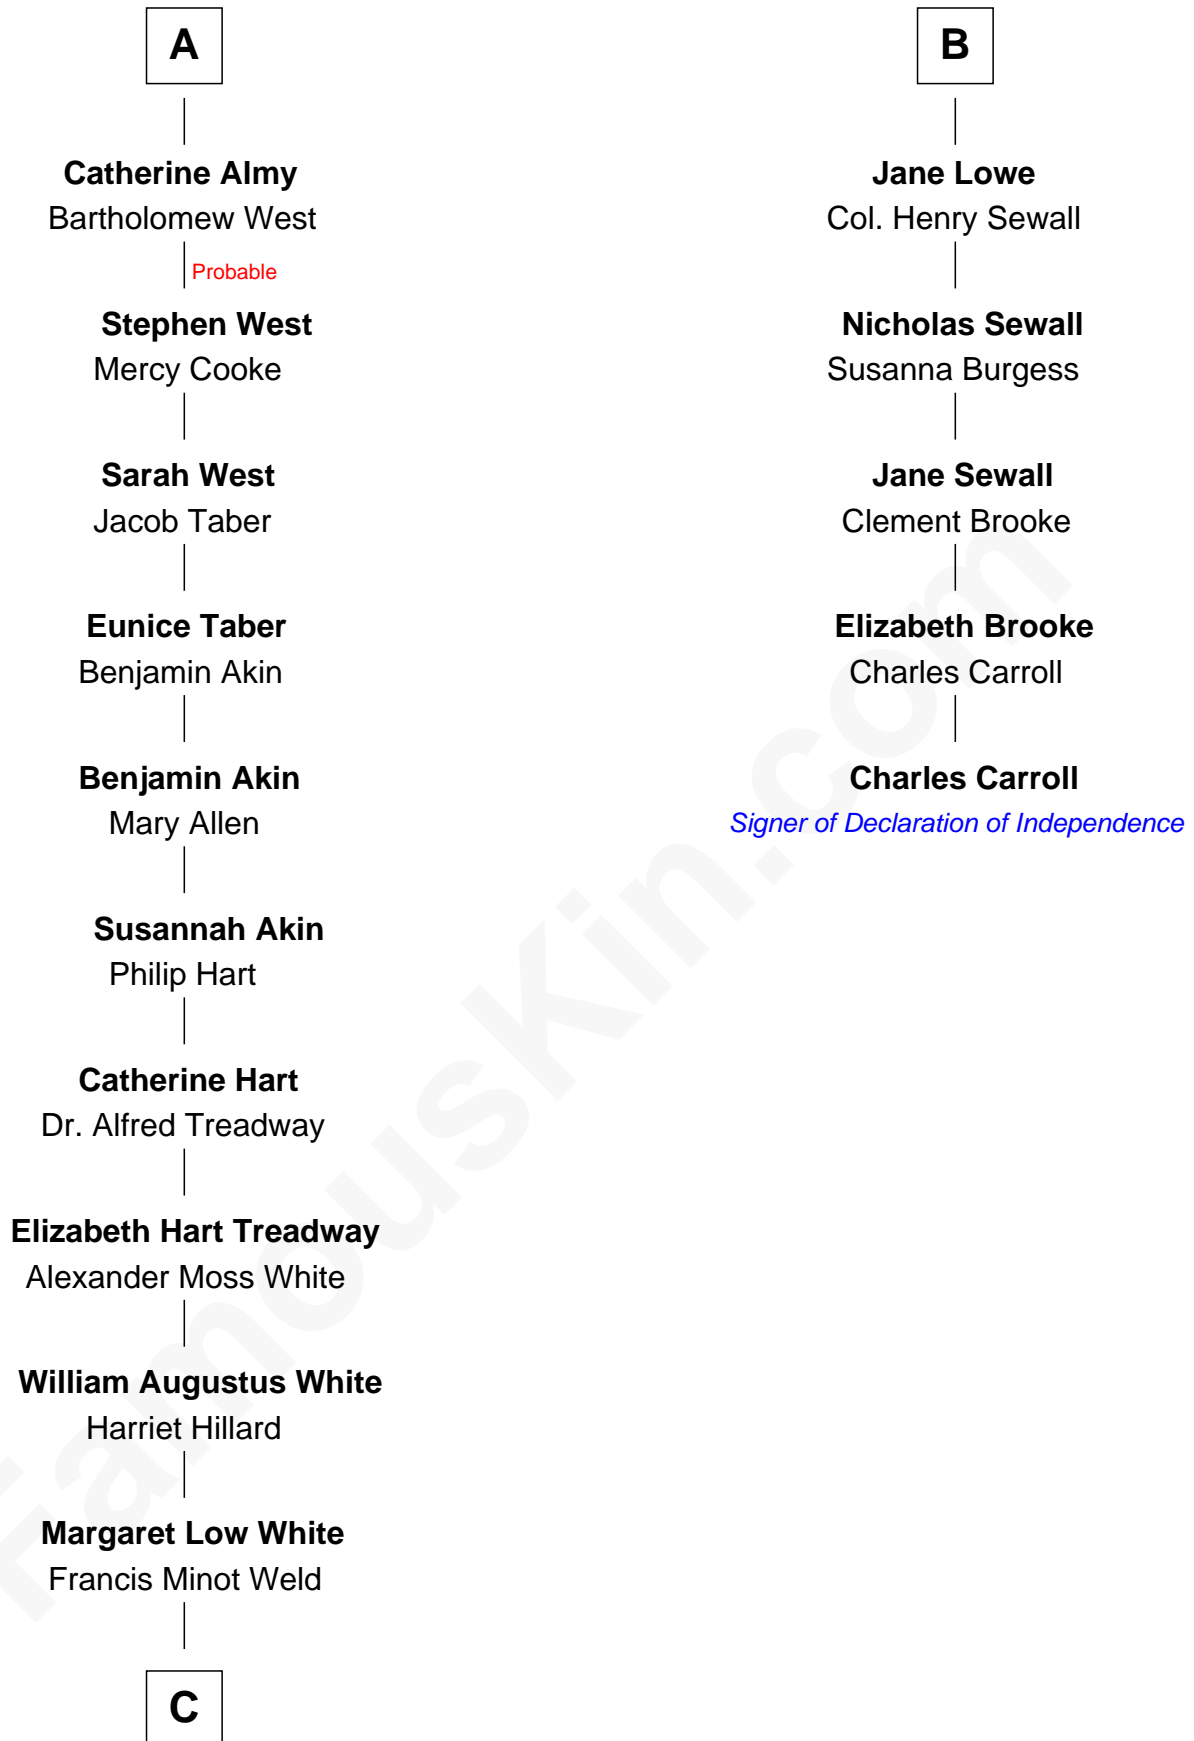 A
Catherine Almy
Bartholomew West
Probable
Stephen West
Mercy Cooke
Sarah West
Jacob Taber
Eunice Taber
Benjamin Akin
Benjamin Akin
Mary Allen
Susannah Akin
Philip Hart
Catherine Hart
Dr. Alfred Treadway
Elizabeth Hart Treadway
Alexander Moss White
William Augustus White
Harriet Hillard
Margaret Low White
Francis Minot Weld
C
B
Jane Lowe
Col. Henry Sewall
Nicholas Sewall
Susanna Burgess
Jane Sewall
Clement Brooke
Elizabeth Brooke
Charles Carroll
Charles Carroll
Signer of Declaration of Independence
FamousKin.com